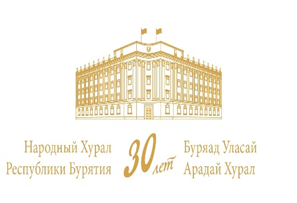 Народный Хурал
Республики Бурятия
30 лет
Буряад Уласай
Арадай Хурал